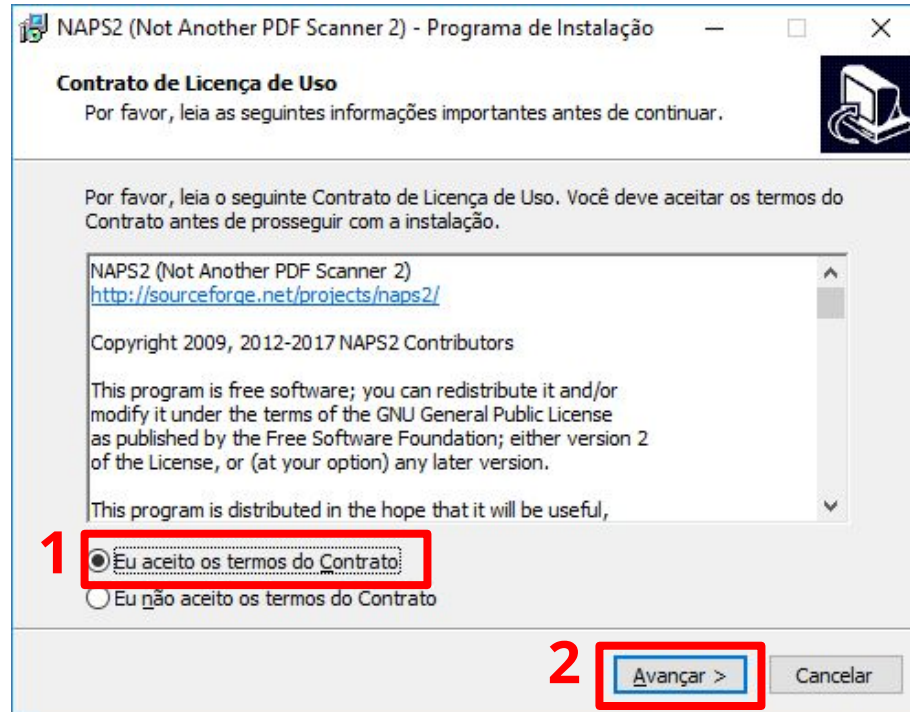 NAPS2 (Not Another PDF Scanner 2) - Programa de Instalação
Contrato de Licença de Uso
Por favor, leia as seguintes informações importantes antes de continuar.
Por favor, leia o seguinte Contrato de Licença de Uso. Você deve aceitar os termos do
Contrato antes de prosseguir com a instalação.
NAPS2 (Not Another PDF Scanner 2)
http://sourceforge.net/projects/naps2/
Copyright 2009, 2012-2017 NAPS2 Contributors
This program is free software; you can redistribute it and/or
modify it under the terms of the GNU General Public License
as published by the Free Software Foundation; either version 2
of the License, or (at your option) any later version.
This program is distributed in the hope that it will be useful,
1
Eu aceito os termos do Contrato
Eu não aceito os termos do Contrato
2
Avançar >
Cancelar